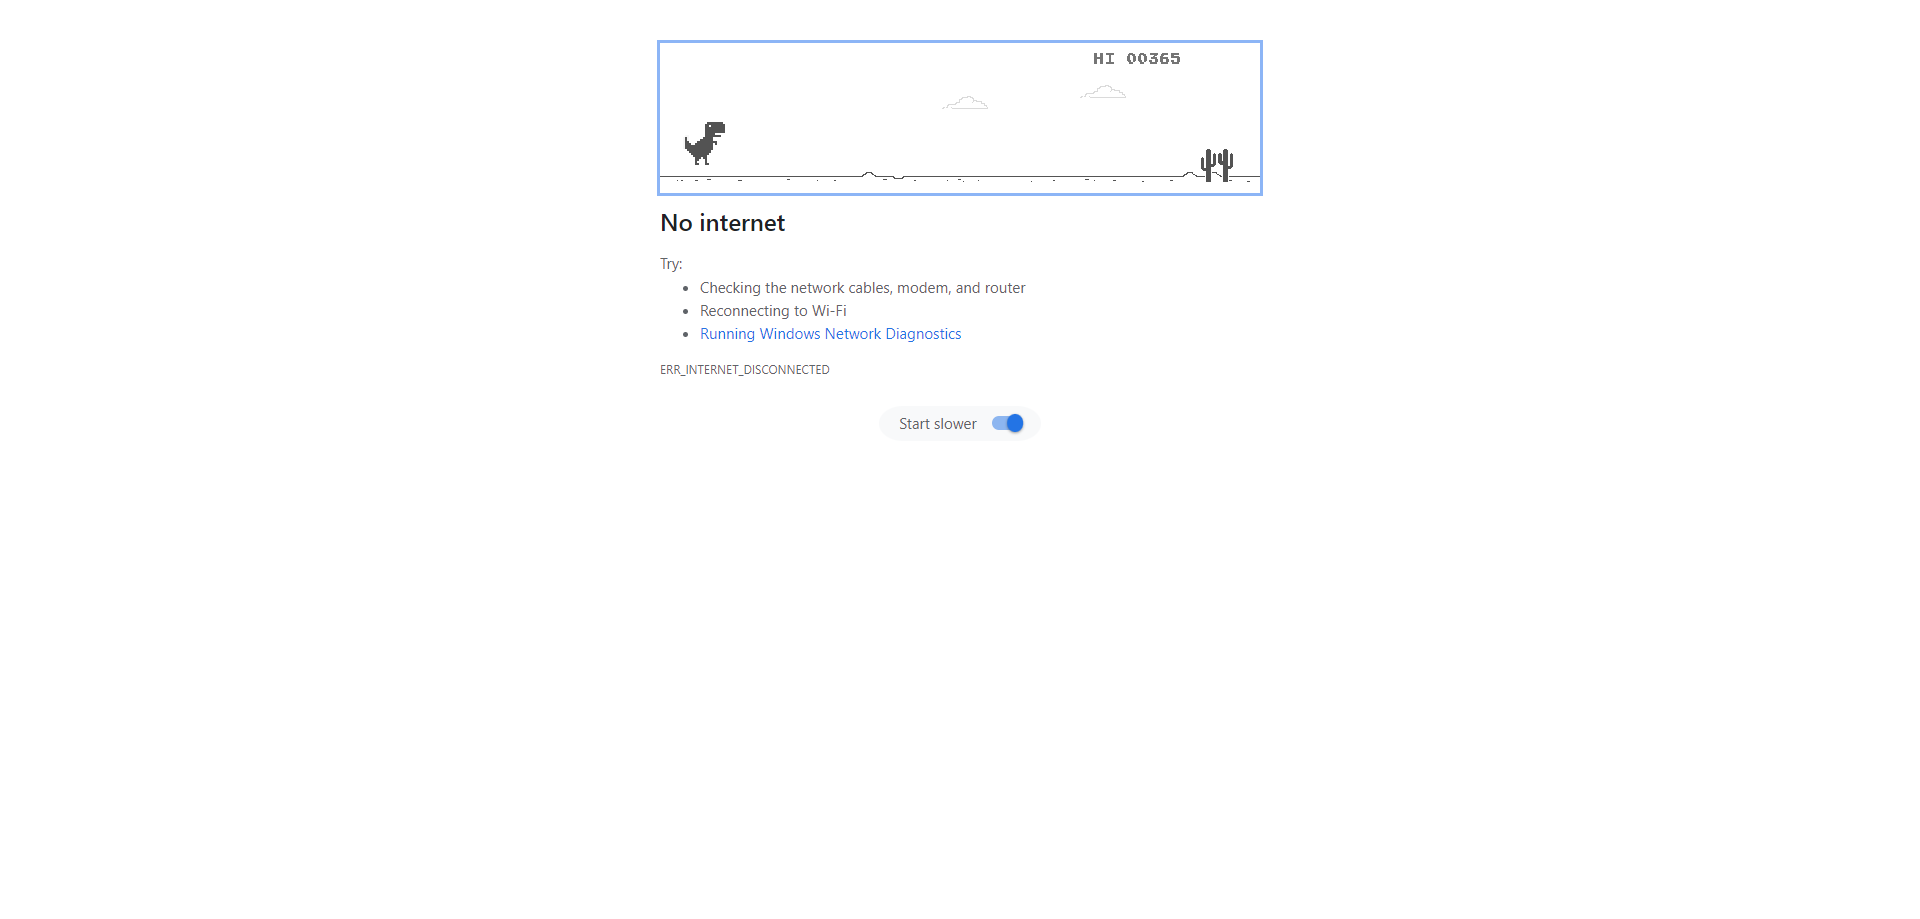 HI 00365
No internet
Try:
Checking the network cables, modem, and router
Reconnecting to Wi-Fi
Running Windows Network Diagnostics
ERR_INTERNET_DISCONNECTED
Start slower